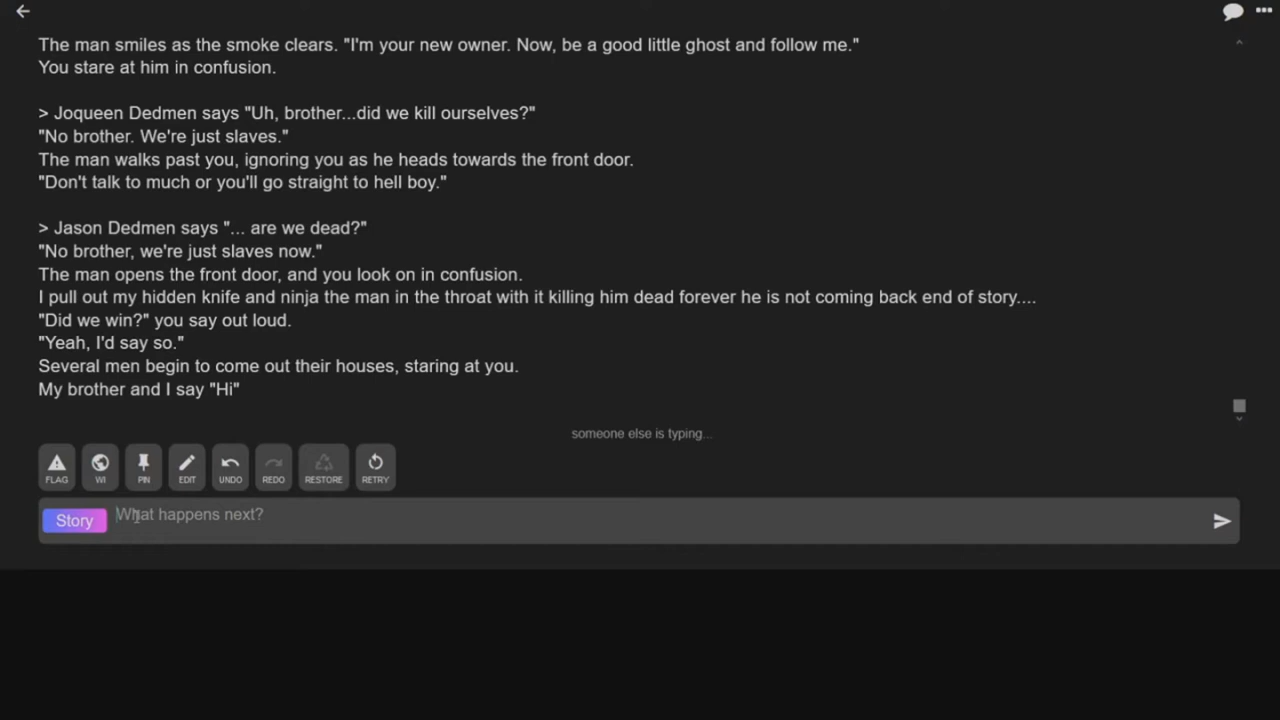 The man smiles as the smoke clears. "I'm your new owner. Now, be a good little ghost and follow me."
You stare at him in confusion.
> Joqueen Dedmen says "Uh, brother...did we kill ourselves?"
"No brother. We're just slaves."
The man walks past you, ignoring you as he heads towards the front door.
"Don't talk to much or you'll go straight to hell boy."
> Jason Dedmen says "... are we dead?"
"No brother, we're just slaves now."
The man opens the front door, and you look on in confusion.
I pull out my hidden knife and ninja the man in the throat with it killing him dead forever he is not coming back end of story....
"Did we win?" you say out loud.
"Yeah, I'd say so."
Several men begin to come out their houses, staring at you.
My brother and I say "Hi"
someone else is typing...
FLAG WI PIN EDIT UNDO REDO RESTORE RETRY
Story What happens next?